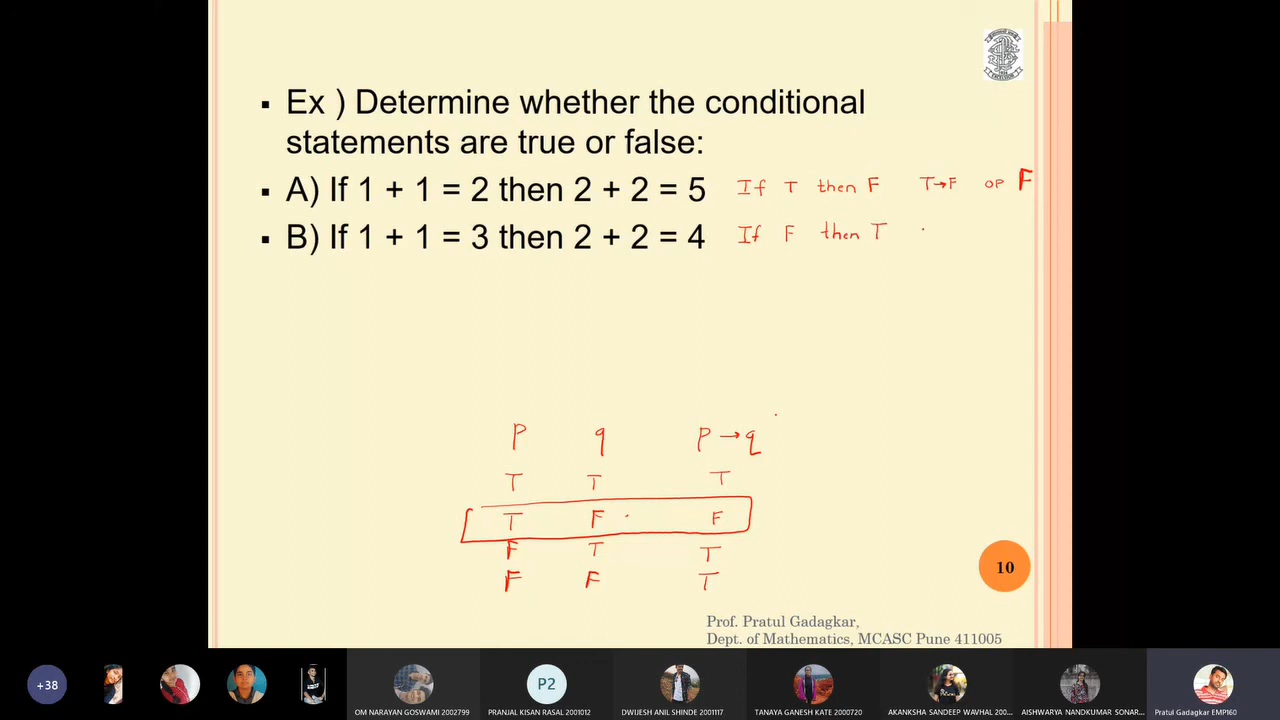 ▪ Ex ) Determine whether the conditional
statements are true or false:
▪ A) If 1 + 1 = 2 then 2 + 2 = 5 If T then F T→F op F
▪ B) If 1 + 1 = 3 then 2 + 2 = 4 If F then T
p q p → q
T T T
T F F
F T T
F F T
10
Prof. Pratul Gadagkar,
Dept. of Mathematics, MCASC Pune 411005
+38
P2
OM NARAYAN GOSWAMI 2002799
PRANJAL KISAN RASAL 2001012
DWIJESH ANIL SHINDE 2001117
TANAYA GANESH KATE 2000720
AKANKSHA SANDEEP WAVHAL 200...
AISHWARYA NANDKUMAR SONAR...
Pratul Gadagkar EMP160